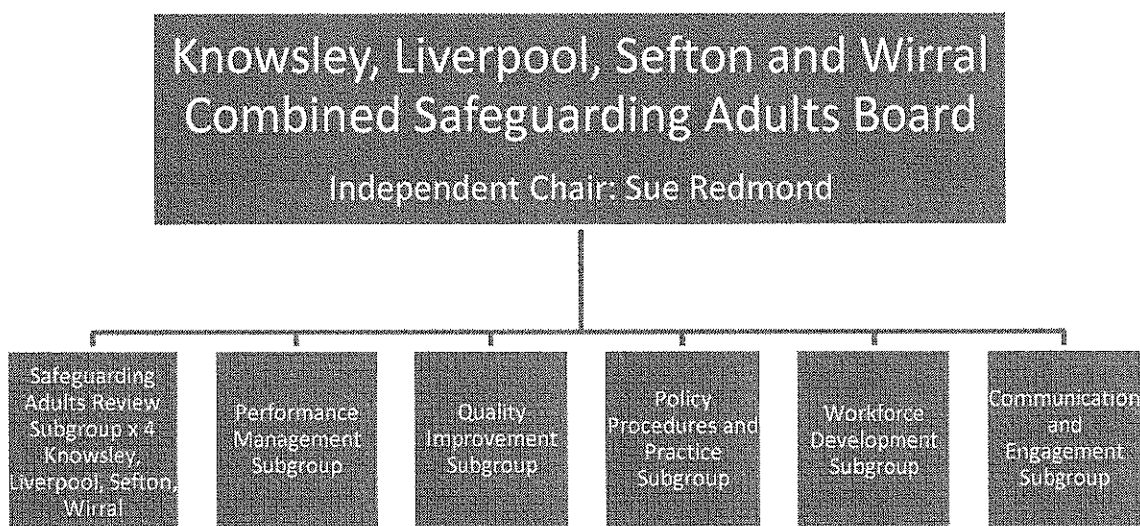 Knowsley, Liverpool, Sefton and Wirral
Combined Safeguarding Adults Board
Independent Chair: Sue Redmond
Safeguarding
Adults Review
Subgroup x 4
Knowsley,
Liverpool, Sefton,
Wirral
Performance
Management
Subgroup
Quality
Improvement
Subgroup
Policy
Procedures and
Practice
Subgroup
Workforce
Development
Subgroup
Communication
and
Engagement
Subgroup